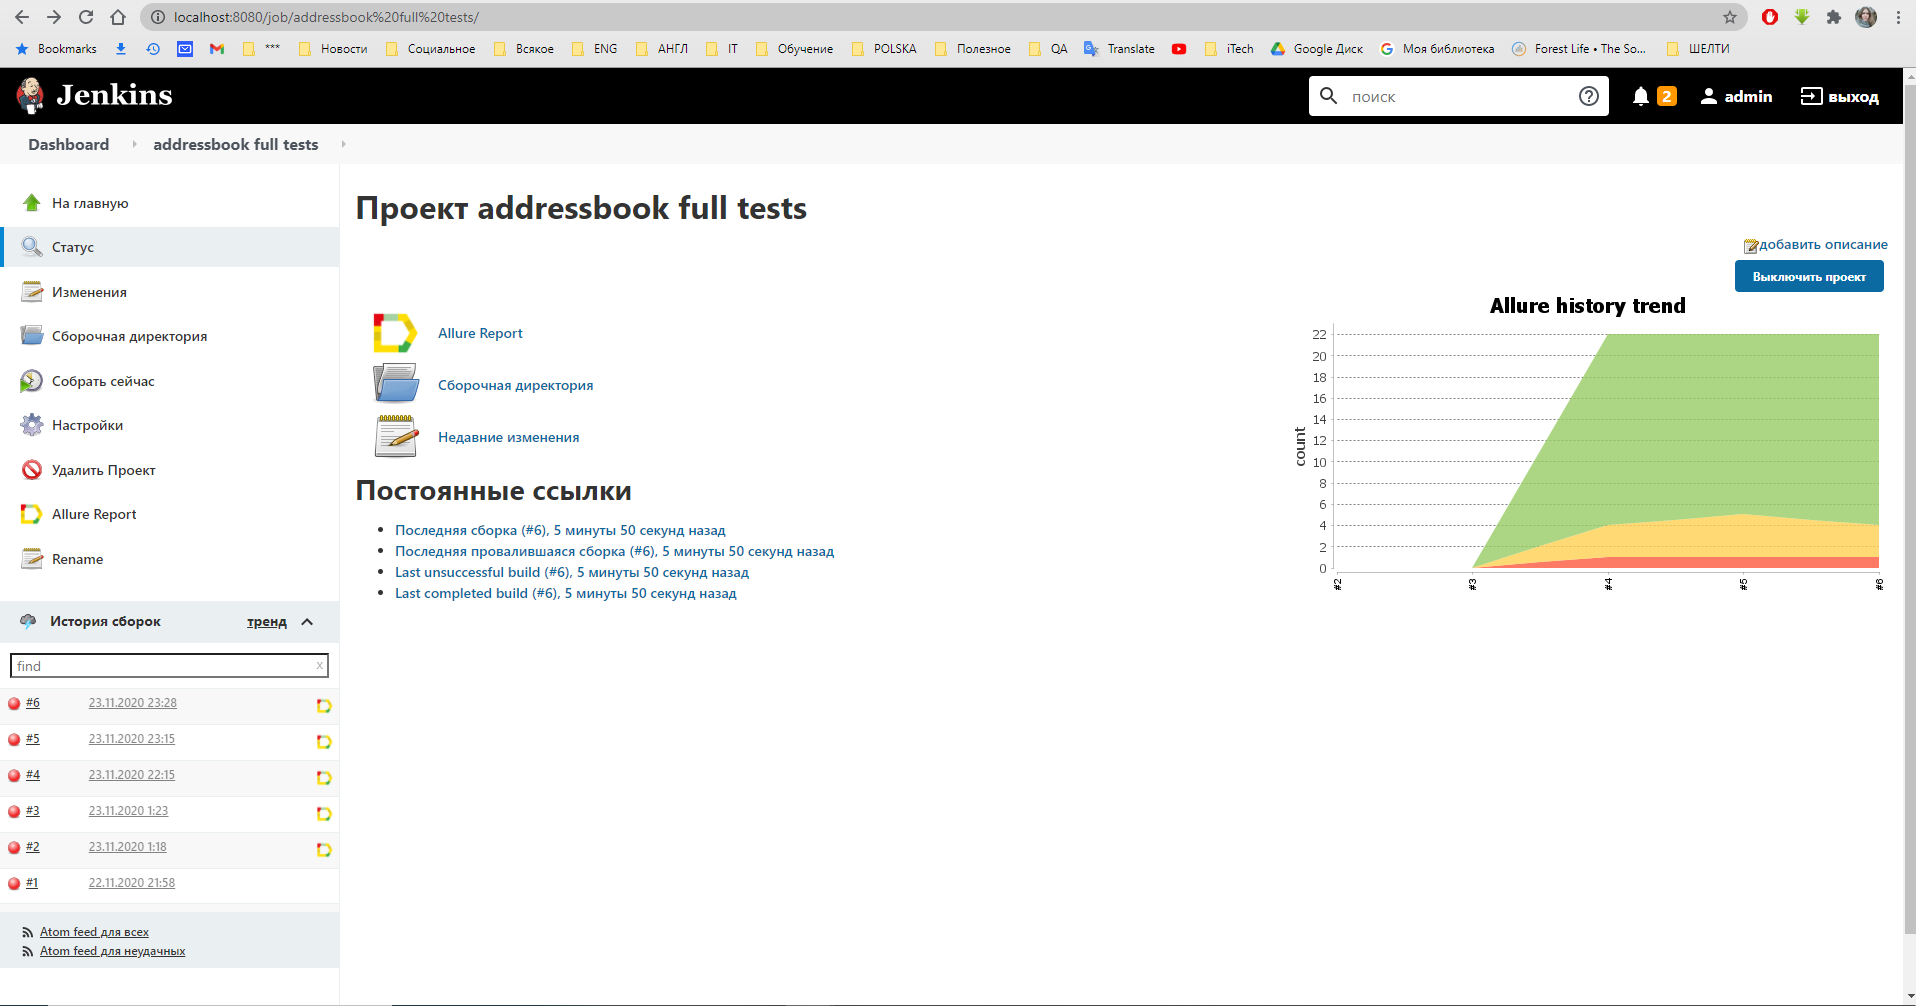 localhost:8080/job/addressbook%20full%20tests/
Bookmarks
***
Новости
Социальное
Всякое
ENG
АНГЛ
IT
Обучение
POLSKA
Полезное
QA
Translate
iTech
Google Диск
Моя библиотека
Forest Life • The So...
ШЕЛТИ
Jenkins
поиск
2
admin
выход
Dashboard
addressbook full tests
На главную
Статус
Изменения
Сборочная директория
Собрать сейчас
Настройки
Удалить Проект
Allure Report
Rename
История сборок
тренд
find
x
#6 23.11.2020 23:28
#5 23.11.2020 23:15
#4 23.11.2020 22:15
#3 23.11.2020 1:23
#2 23.11.2020 1:18
#1 22.11.2020 21:58
Atom feed для всех
Atom feed для неудачных
Проект addressbook full tests
добавить описание
Выключить проект
Allure Report
Сборочная директория
Недавние изменения
Постоянные ссылки
Последняя сборка (#6), 5 минуты 50 секунд назад
Последняя провалившаяся сборка (#6), 5 минуты 50 секунд назад
Last unsuccessful build (#6), 5 минуты 50 секунд назад
Last completed build (#6), 5 минуты 50 секунд назад
Allure history trend
count
22
20
18
16
14
12
10
8
6
4
2
0
#2
#3
#4
#5
#6